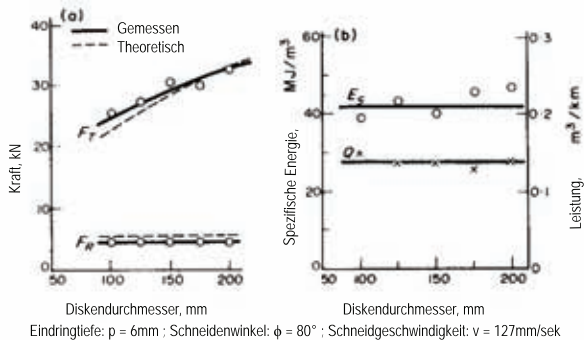 (a)
Gemessen
Theoretisch
Kraft, kN
40
30
20
5
0
F_T
F_R
50 100 150 200
Diskendurchmesser, mm
(b)
Spezifische Energie, MJ/m³
60
40
20
0
E_S
Q
0·3
0·2
0·1
0
Leistung, m³/km
50 100 150 200
Diskendurchmesser, mm
Eindringtiefe: p = 6mm ; Schneidenwinkel: ϕ = 80° ; Schneidgeschwindigkeit: v = 127mm/sek